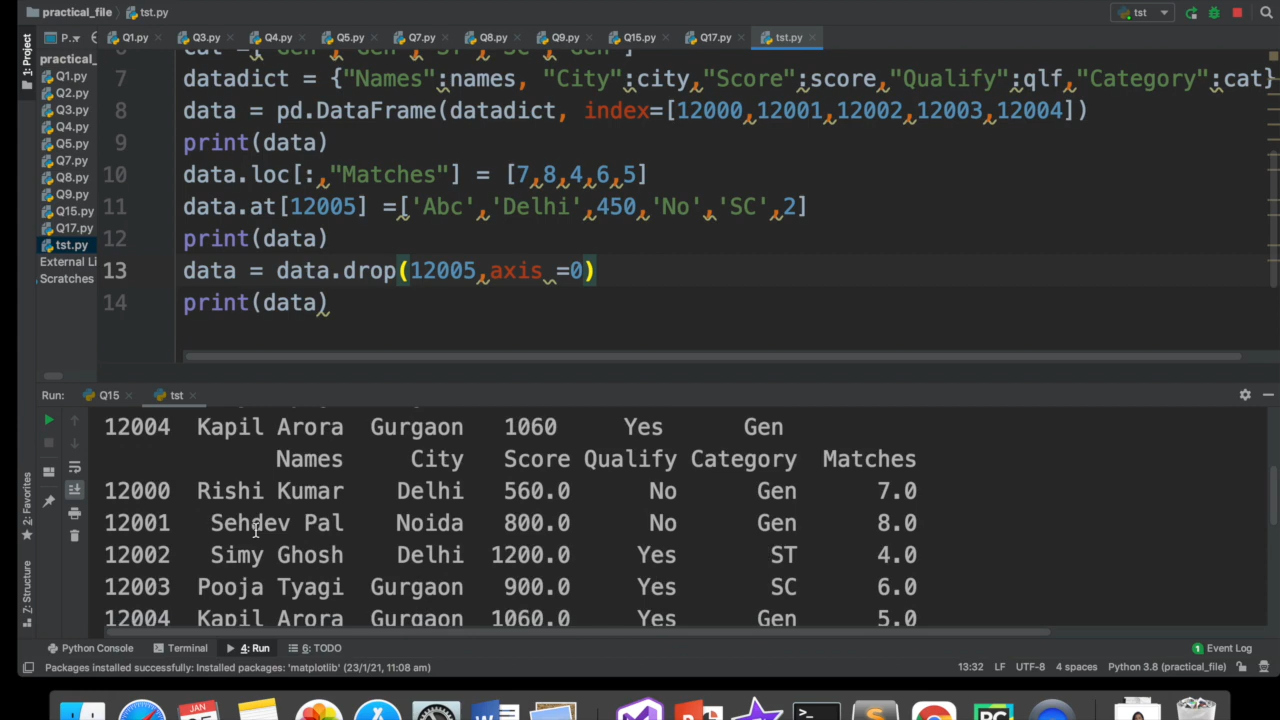 practical_file tst.py
tst
P... Q1.py Q3.py Q4.py Q5.py Q7.py Q8.py Q9.py Q15.py Q17.py tst.py
1: Project
practical_
Q1.py
Q2.py
Q3.py
Q4.py
Q5.py
Q7.py
Q8.py
Q9.py
Q15.py
Q17.py
tst.py
External Li
Scratches
7 datadict = {"Names":names, "City":city,"Score":score,"Qualify":qlf,"Category":cat}
8 data = pd.DataFrame(datadict, index=[12000,12001,12002,12003,12004])
9 print(data)
10 data.loc[:,"Matches"] = [7,8,4,6,5]
11 data.at[12005] =['Abc','Delhi',450,'No','SC',2]
12 print(data)
13 data = data.drop(12005,axis =0)
14 print(data)
Run: Q15 tst
12004 Kapil Arora Gurgaon 1060 Yes Gen
Names City Score Qualify Category Matches
12000 Rishi Kumar Delhi 560.0 No Gen 7.0
12001 Sehdev Pal Noida 800.0 No Gen 8.0
12002 Simy Ghosh Delhi 1200.0 Yes ST 4.0
12003 Pooja Tyagi Gurgaon 900.0 Yes SC 6.0
12004 Kapil Arora Gurgaon 1060.0 Yes Gen 5.0
2: Favorites
7: Structure
Python Console Terminal 4: Run 6: TODO 1 Event Log
Packages installed successfully: Installed packages: 'matplotlib' (23/1/21, 11:08 am) 13:32 LF UTF-8 4 spaces Python 3.8 (practical_file)
JAN
PC